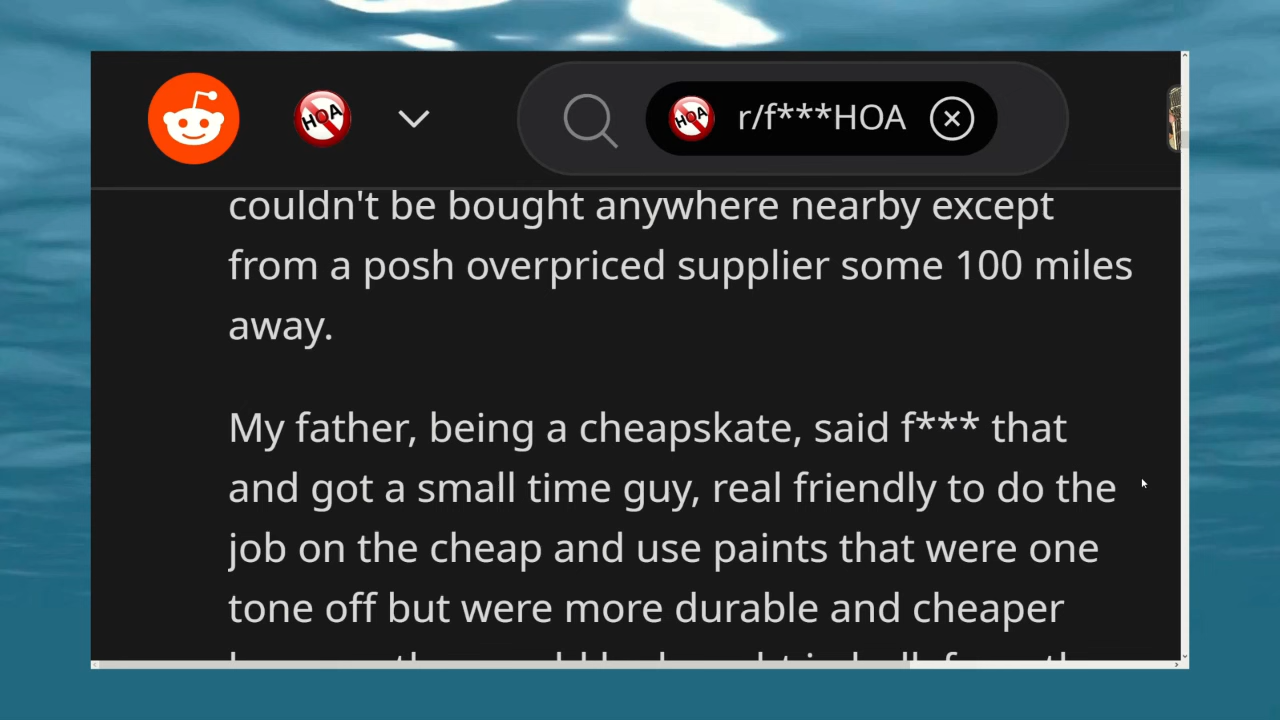 HOA
HOA r/f***HOA
couldn't be bought anywhere nearby except
from a posh overpriced supplier some 100 miles
away.
My father, being a cheapskate, said f*** that
and got a small time guy, real friendly to do the
job on the cheap and use paints that were one
tone off but were more durable and cheaper